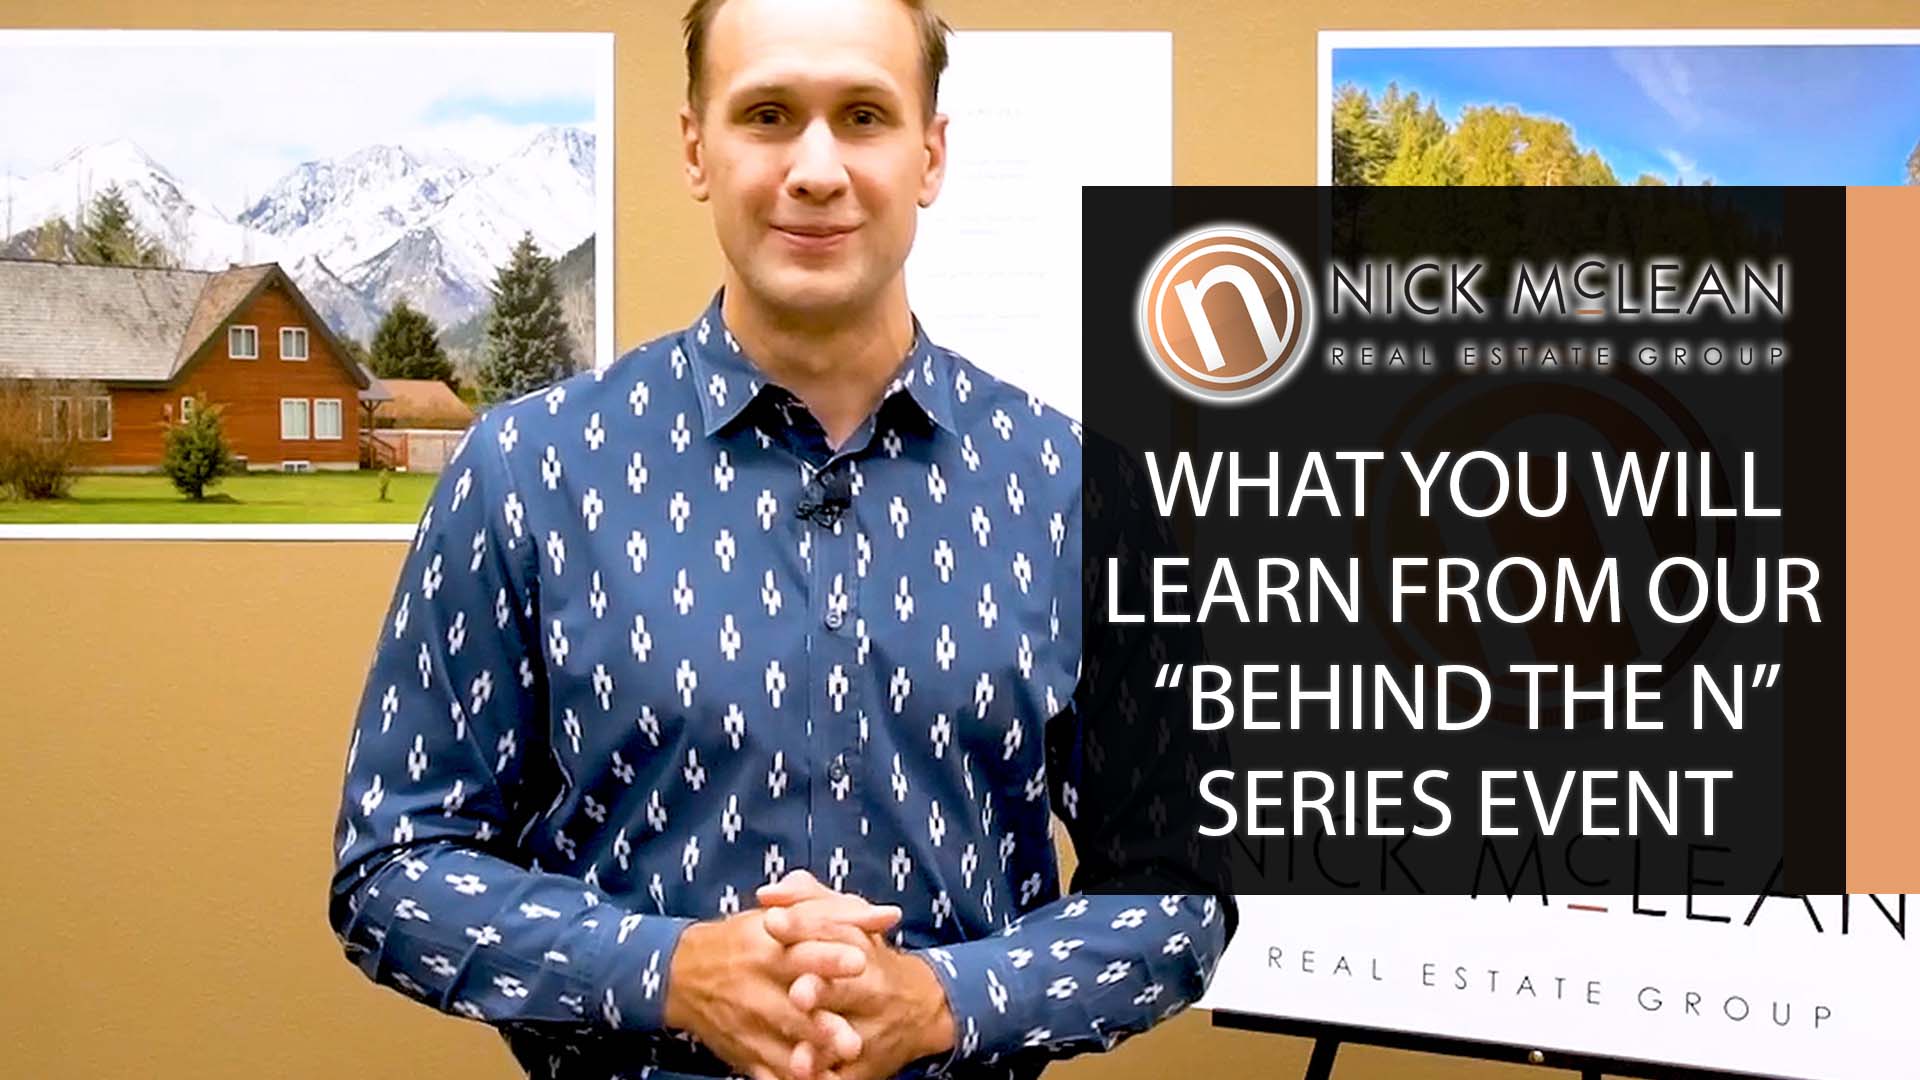 n
NICK McLEAN
REAL ESTATE GROUP
WHAT YOU WILL
LEARN FROM OUR
“BEHIND THE N”
SERIES EVENT
NICK McLEAN
REAL ESTATE GROUP